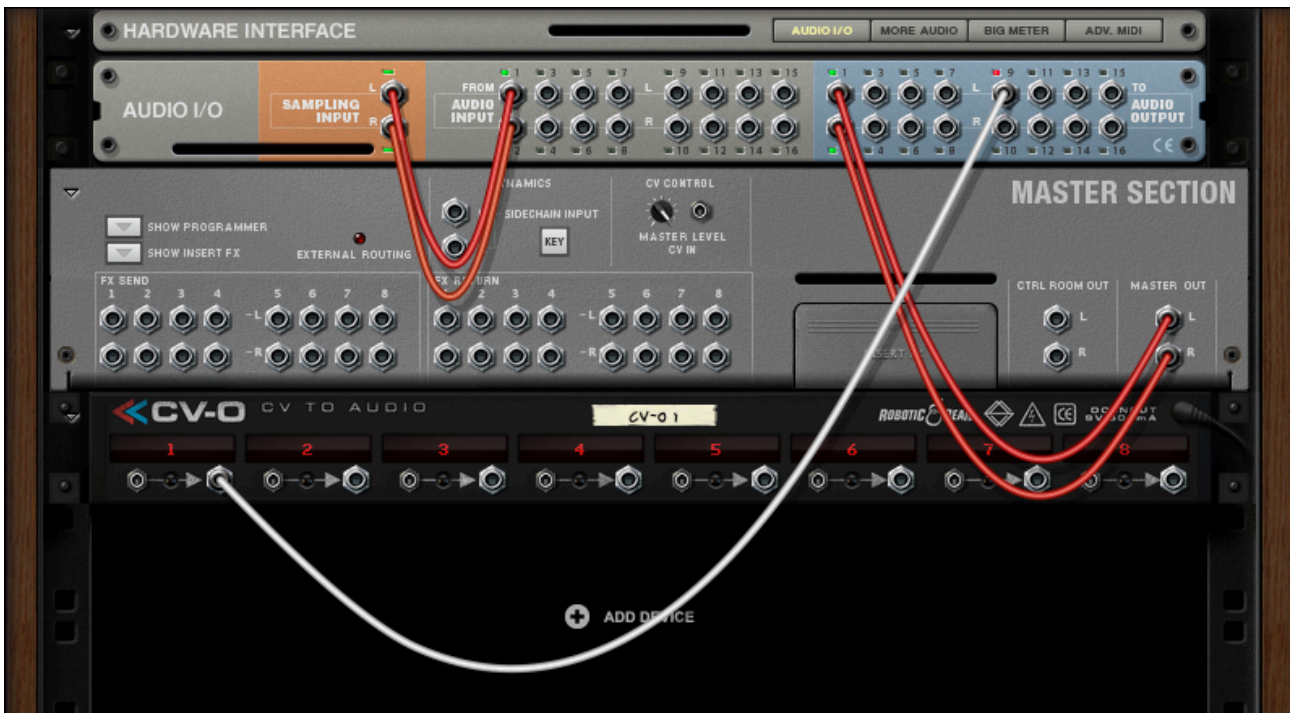 HARDWARE INTERFACE
AUDIO I/O MORE AUDIO BIG METER ADV. MIDI
AUDIO I/O
SAMPLING INPUT
L
R
FROM AUDIO INPUT
1 3 5 7 L 9 11 13 15
2 4 6 8 R 10 12 14 16
1 3 5 7 L 9 11 13 15
4 6 8 R 10 12 14 16
TO AUDIO OUTPUT
CE
MASTER SECTION
SHOW PROGRAMMER
SHOW INSERT FX
EXTERNAL ROUTING
SIDECHAIN INPUT
KEY
CV CONTROL
MASTER LEVEL
CV IN
FX SEND
1 2 3 4 5 6 7 8
-L
-R
FX RETURN
2 3 4 5 6 7 8
-L
-R
CTRL ROOM OUT
L
R
MASTER OUT
L
R
CV-O CV TO AUDIO
CV-O 1
ROBOTIC BEAN
CE
1 2 3 4 5 6 7 8
ADD DEVICE